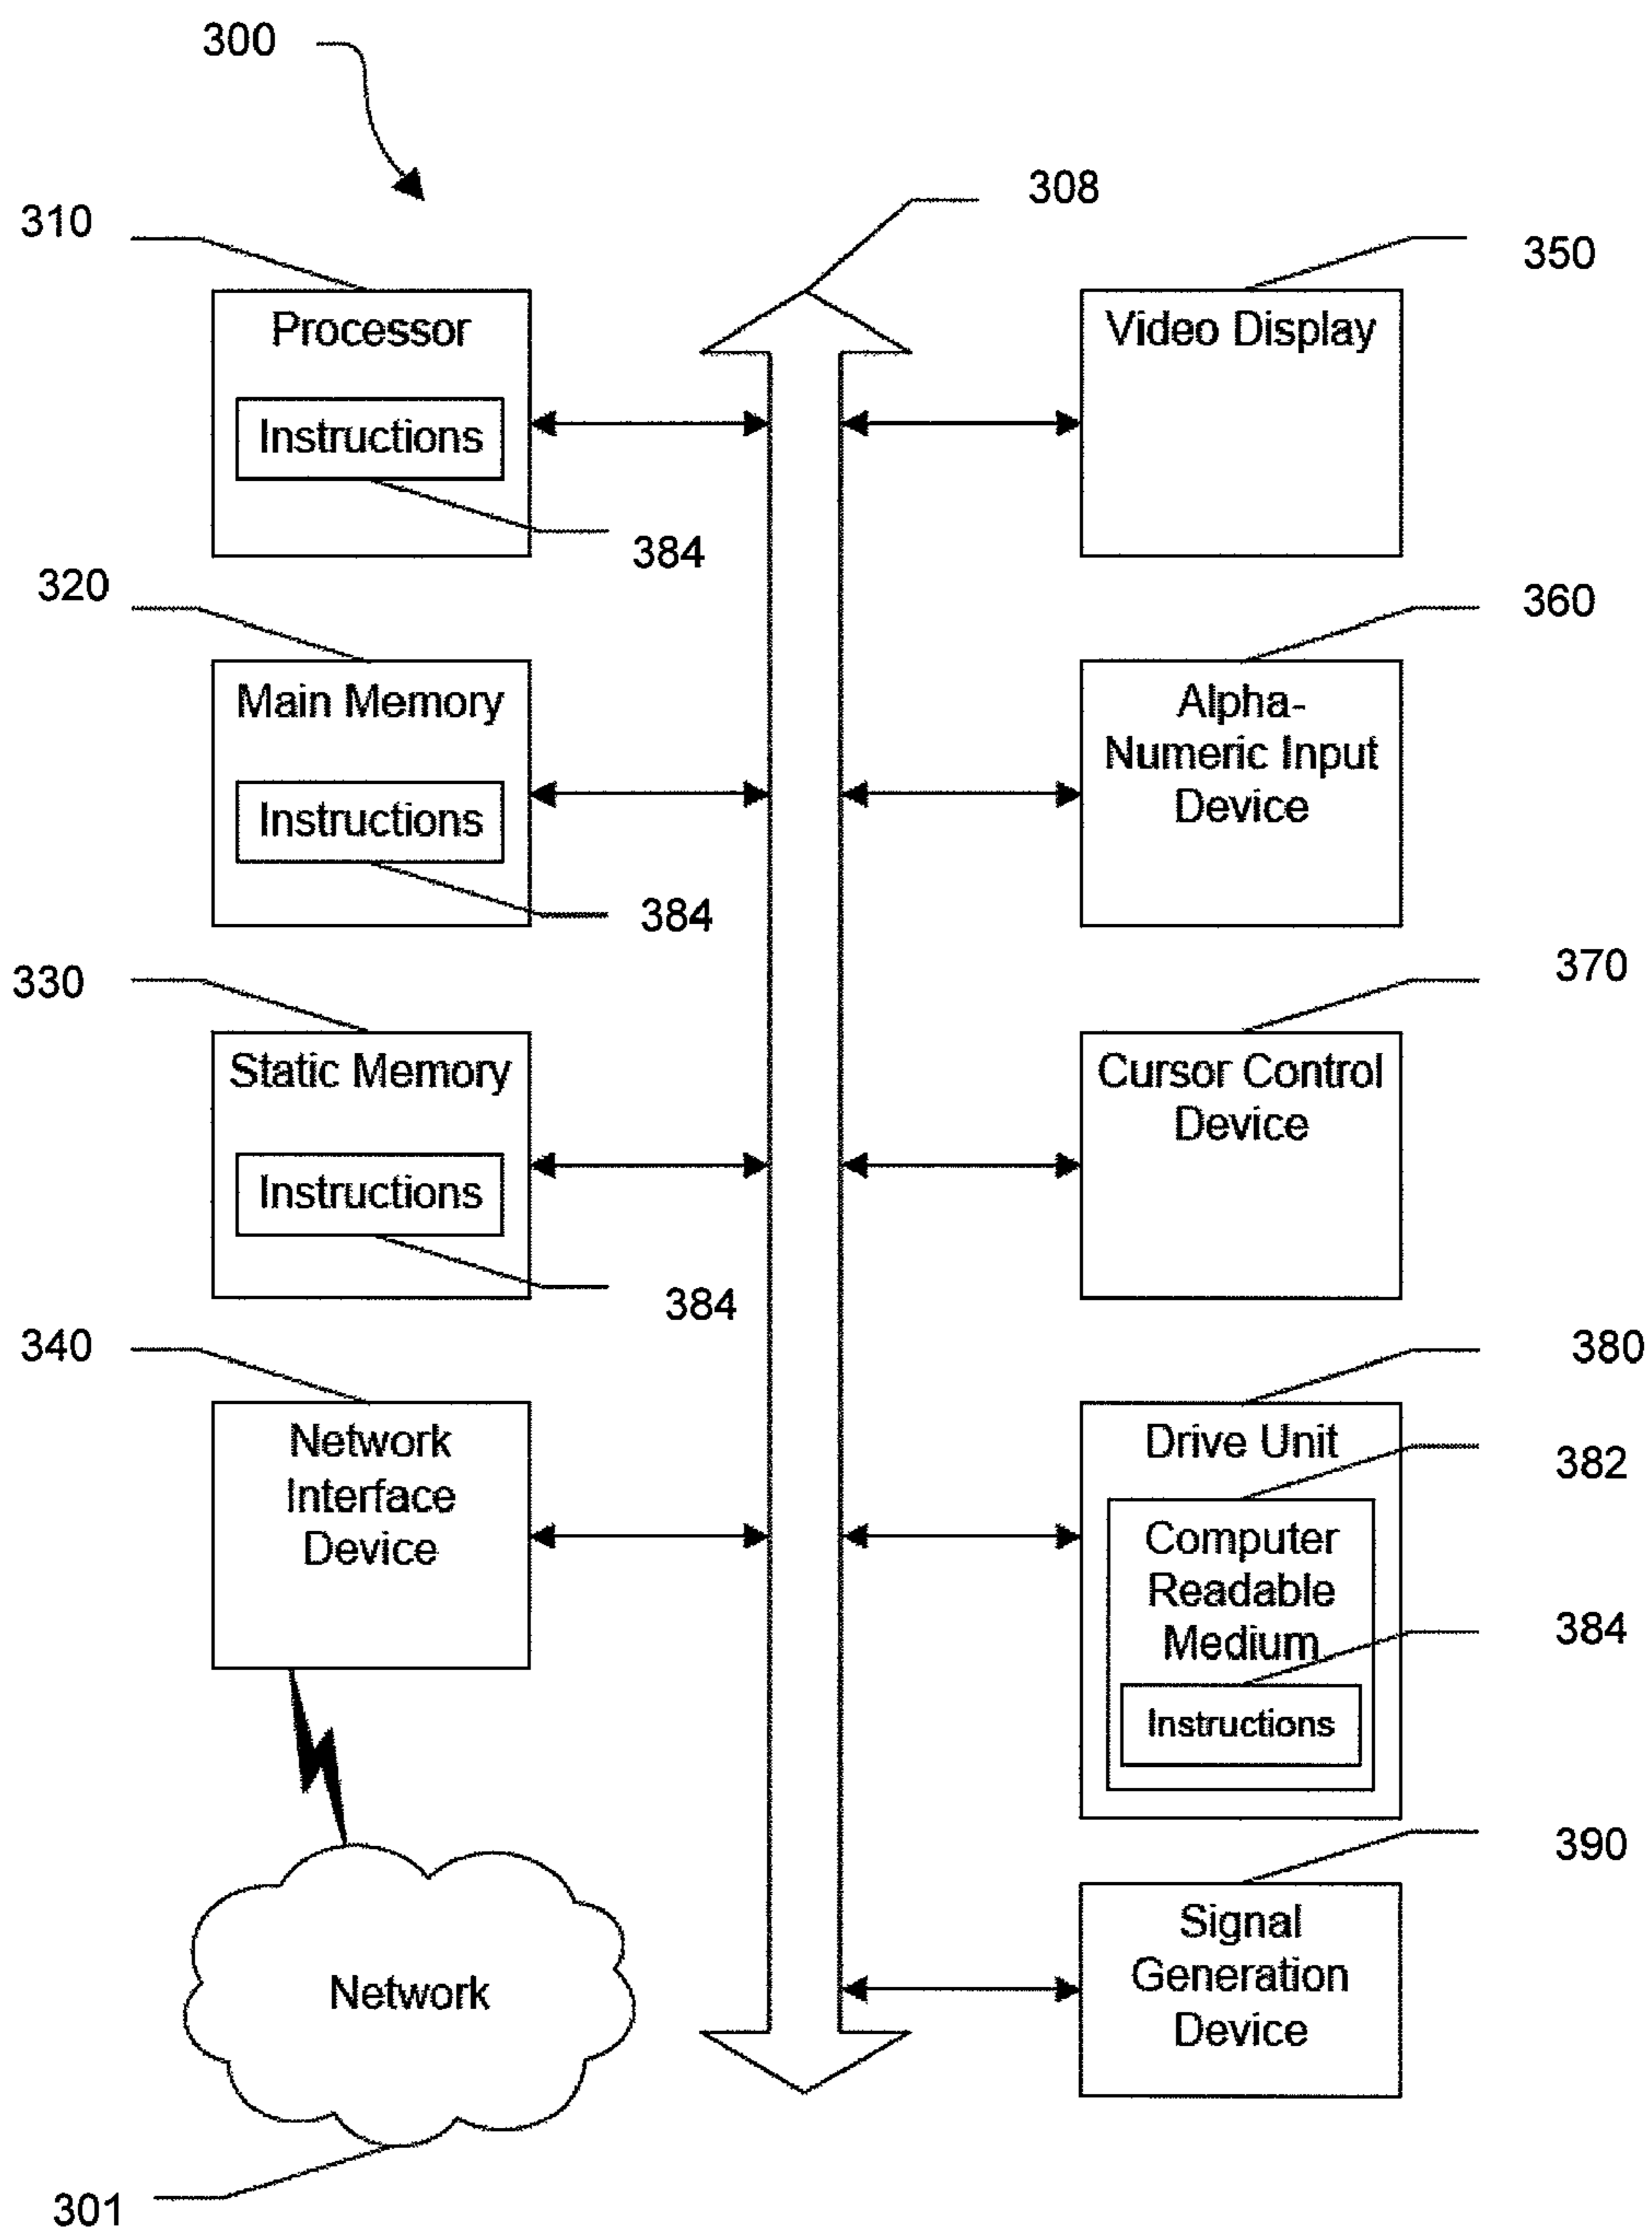 300
308
310
350
Processor
Instructions
384
Video Display
320
360
Main Memory
Instructions
384
Alpha-
Numeric Input
Device
330
370
Static Memory
Instructions
384
Cursor Control
Device
340
380
Network
Interface
Device
Drive Unit
382
Computer
Readable
Medium
384
Instructions
390
Network
Signal
Generation
Device
301